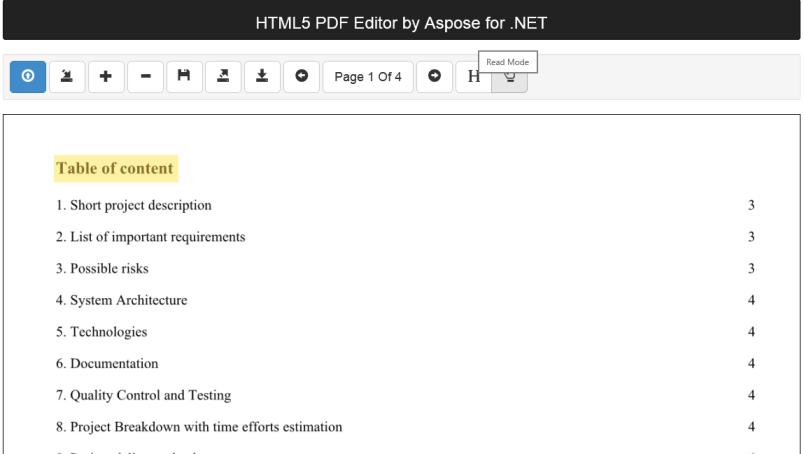 HTML5 PDF Editor by Aspose for .NET
Read Mode
Page 1 Of 4
H
Table of content
1. Short project description 3
2. List of important requirements 3
3. Possible risks 3
4. System Architecture 4
5. Technologies 4
6. Documentation 4
7. Quality Control and Testing 4
8. Project Breakdown with time efforts estimation 4